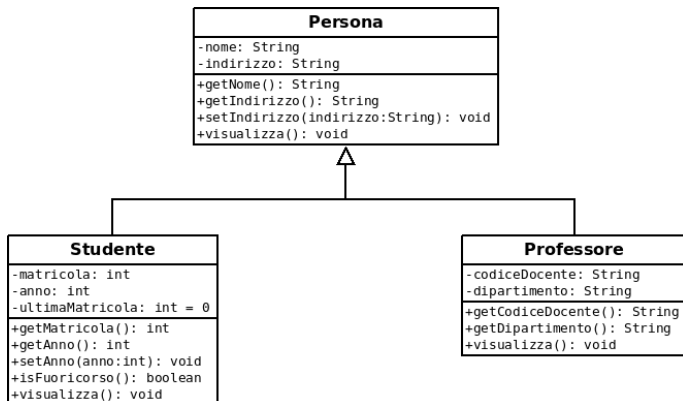 Persona
-nome: String
-indirizzo: String
+getNome(): String
+getIndirizzo(): String
+setIndirizzo(indirizzo:String): void
+visualizza(): void
Studente
-matricola: int
-anno: int
-ultimaMatricola: int = 0
+getMatricola(): int
+getAnno(): int
+setAnno(anno:int): void
+isFuoricorso(): boolean
+visualizza(): void
Professore
-codiceDocente: String
-dipartimento: String
+getCodiceDocente(): String
+getDipartimento(): String
+visualizza(): void